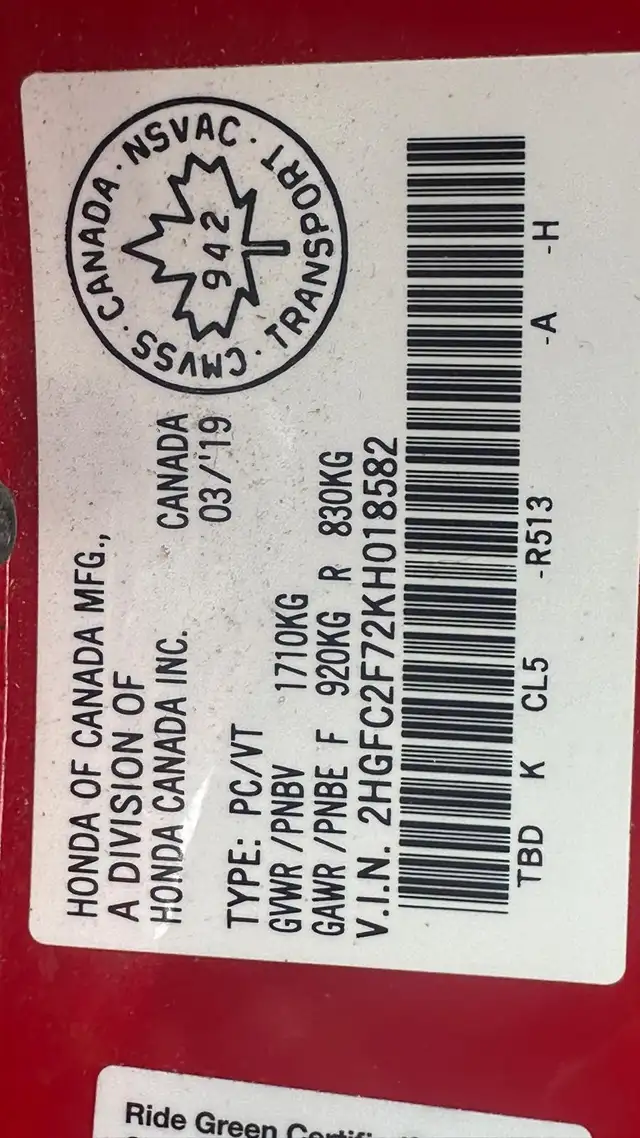 HONDA OF CANADA MFG.,
A DIVISION OF
HONDA CANADA INC. CANADA
03/'19
TYPE: PC/VT
GVWR /PNBV 1710KG
GAWR /PNBE F 920KG R 830KG
V.I.N. 2HGFC2F72KH018582
TBD K CL5 -R513 -A -H
CMVSS · CANADA · NSVAC · TRANSPORT ·
942
Ride Green